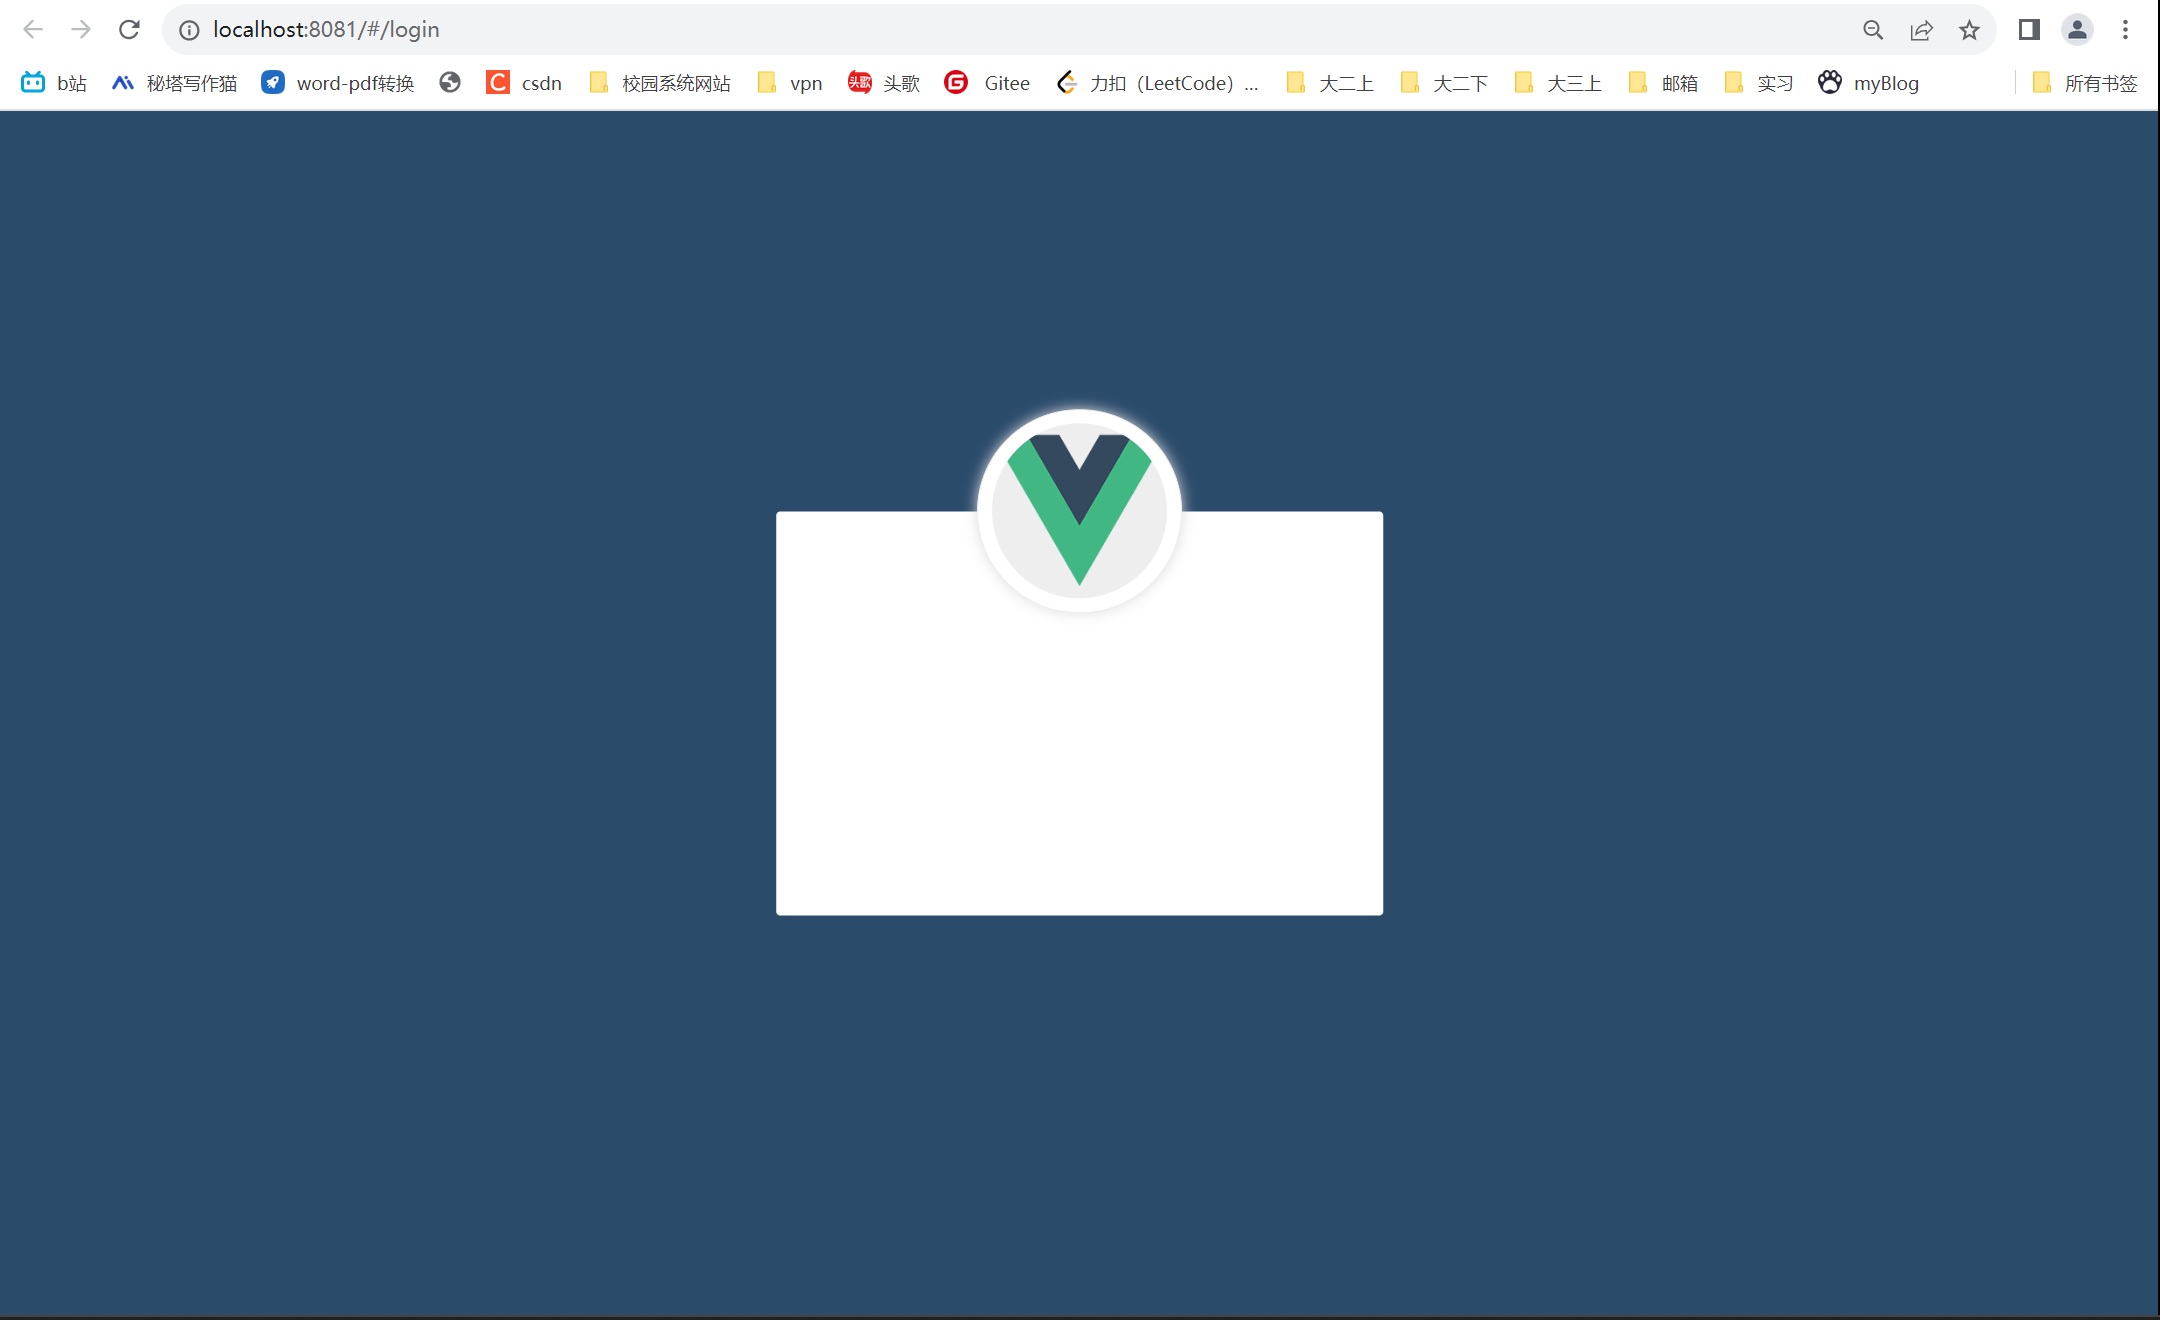 localhost:8081/#/login
b站 秘塔写作猫 word-pdf转换 csdn 校园系统网站 vpn 头歌 头歌 Gitee 力扣（LeetCode）... 大二上 大二下 大三上 邮箱 实习 myBlog 所有书签